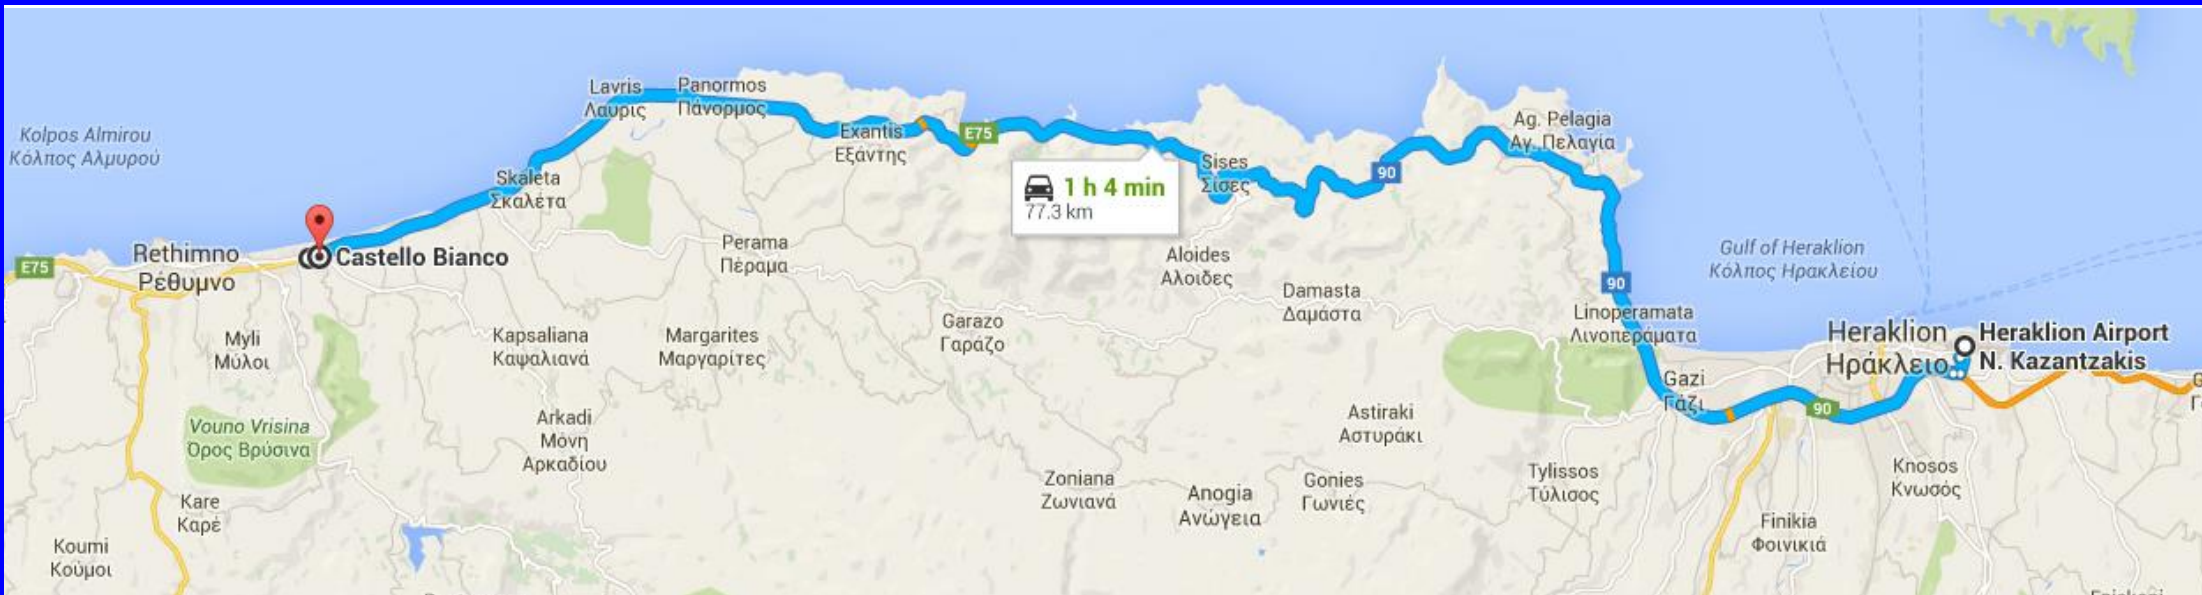 Kolpos Almirou
Κόλπος Αλμυρού
E75
Rethimno
Ρέθυμνο
Castello Bianco
Skaleta
Σκαλέτα
Lavris
Λαυρις
Panormos
Πάνορμος
Exantis
Εξάντης
E75
1 h 4 min
77.3 km
Sises
Σίσες
90
Ag. Pelagia
Αγ. Πελαγία
Perama
Πέραμα
Aloides
Αλοιδες
Gulf of Heraklion
Κόλπος Ηρακλείου
90
Damasta
Δαμάστα
Linoperamata
Λινοπεράματα
Heraklion
Ηράκλειο
Heraklion Airport
N. Kazantzakis
Myli
Μύλοι
Kapsaliana
Καψαλιανά
Margarites
Μαργαρίτες
Garazo
Γαράζο
Gazi
Γάζι
90
Vouno Vrisina
Όρος Βρύσινα
Arkadi
Μόνη
Αρκαδίου
Astiraki
Αστυράκι
Zoniana
Ζωνιανά
Anogia
Ανώγεια
Gonies
Γωνιές
Tylissos
Τύλισος
Knosos
Κνωσός
Kare
Καρέ
Finikia
Φοινικιά
Koumi
Κούμοι